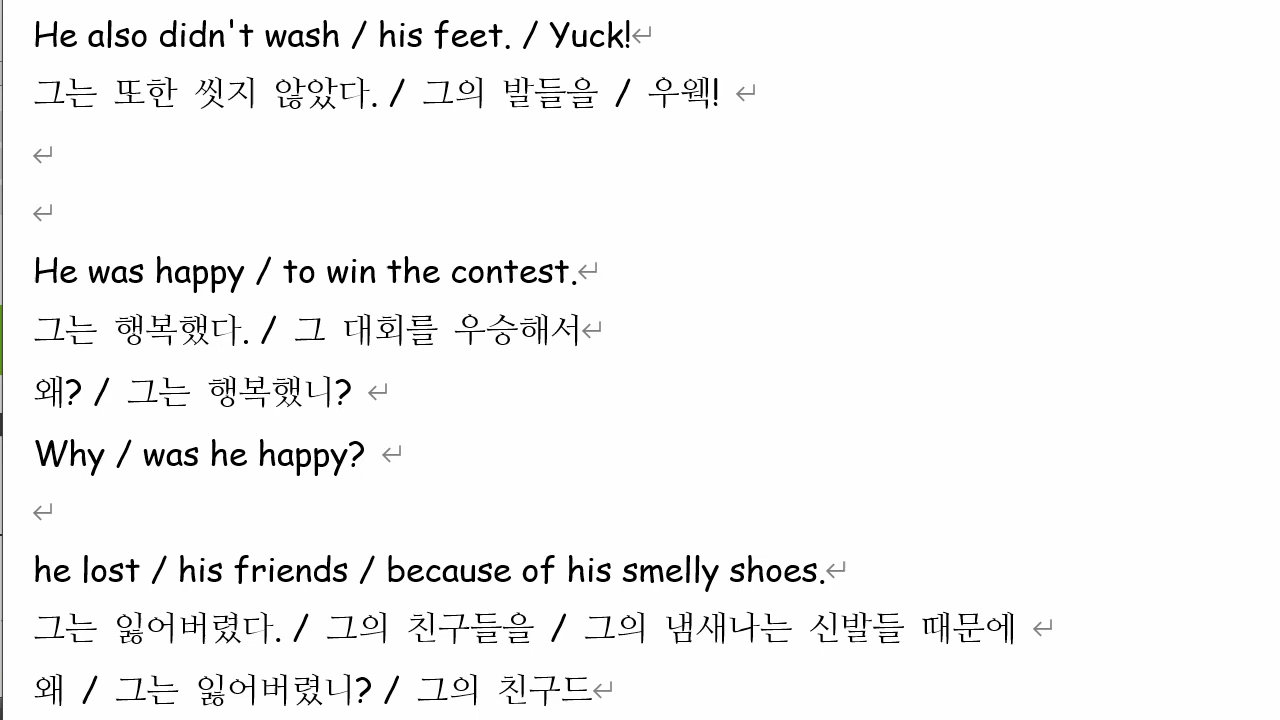 He also didn't wash / his feet. / Yuck!
그는 또한 씻지 않았다. / 그의 발들을 / 우웩!
He was happy / to win the contest.
그는 행복했다. / 그 대회를 우승해서
왜? / 그는 행복했니?
Why / was he happy?
he lost / his friends / because of his smelly shoes.
그는 잃어버렸다. / 그의 친구들을 / 그의 냄새나는 신발들 때문에
왜 / 그는 잃어버렸니? / 그의 친구드